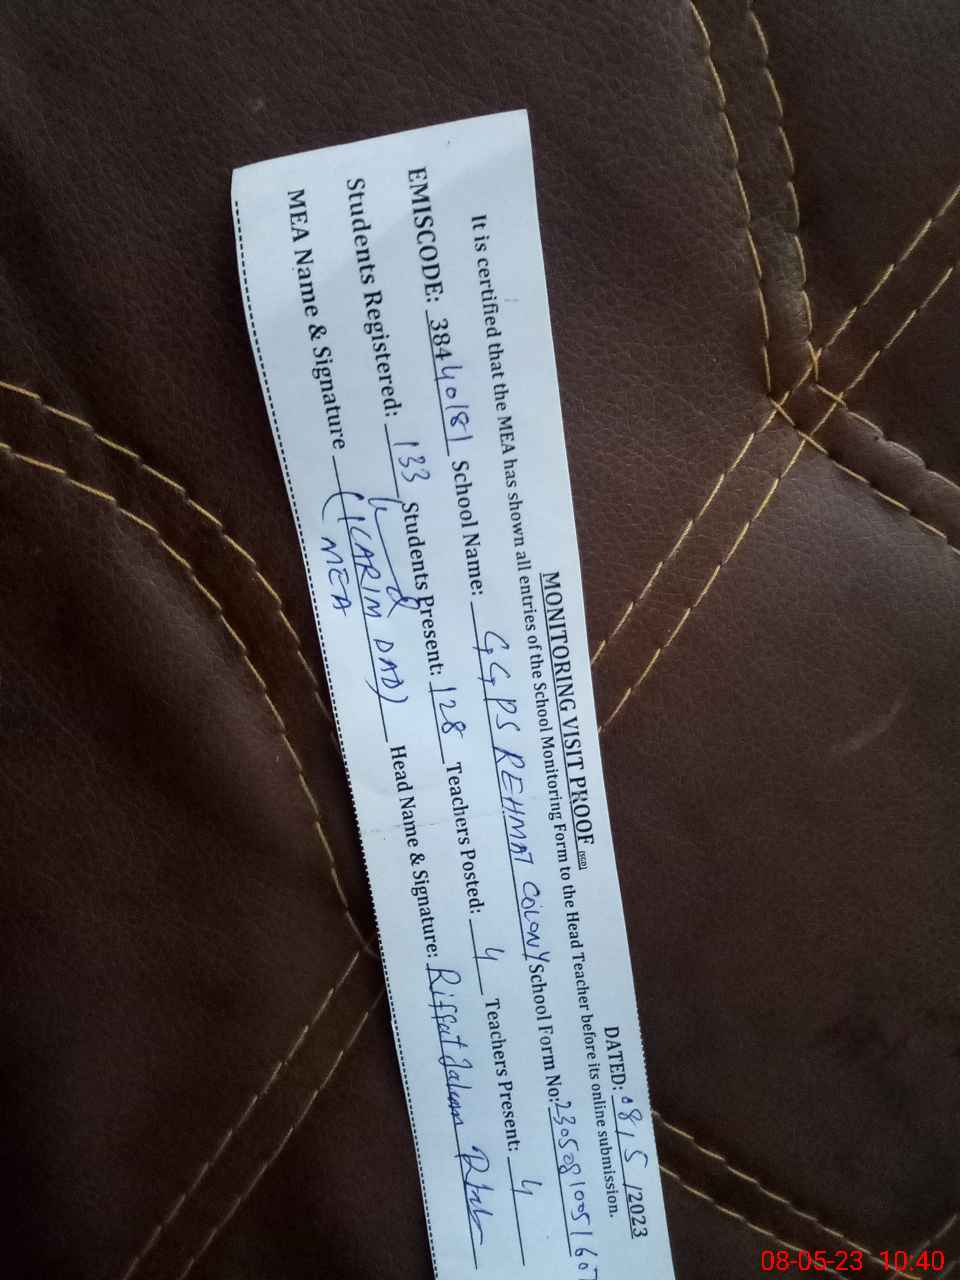 MONITORING VISIT PROOF (SGD)
DATED: 08/5/2023
It is certified that the MEA has shown all entries of the School Monitoring Form to the Head Teacher before its online submission.
EMISCODE: 38440181 School Name: GGPS REHMAT COLONY School Form No: 23050810051607
Students Registered: 133 Students Present: 128 Teachers Posted: 4 Teachers Present: 4
MEA Name & Signature (KARIM DAD) Head Name & Signature: Riffat
MEA
08-05-23 10:40